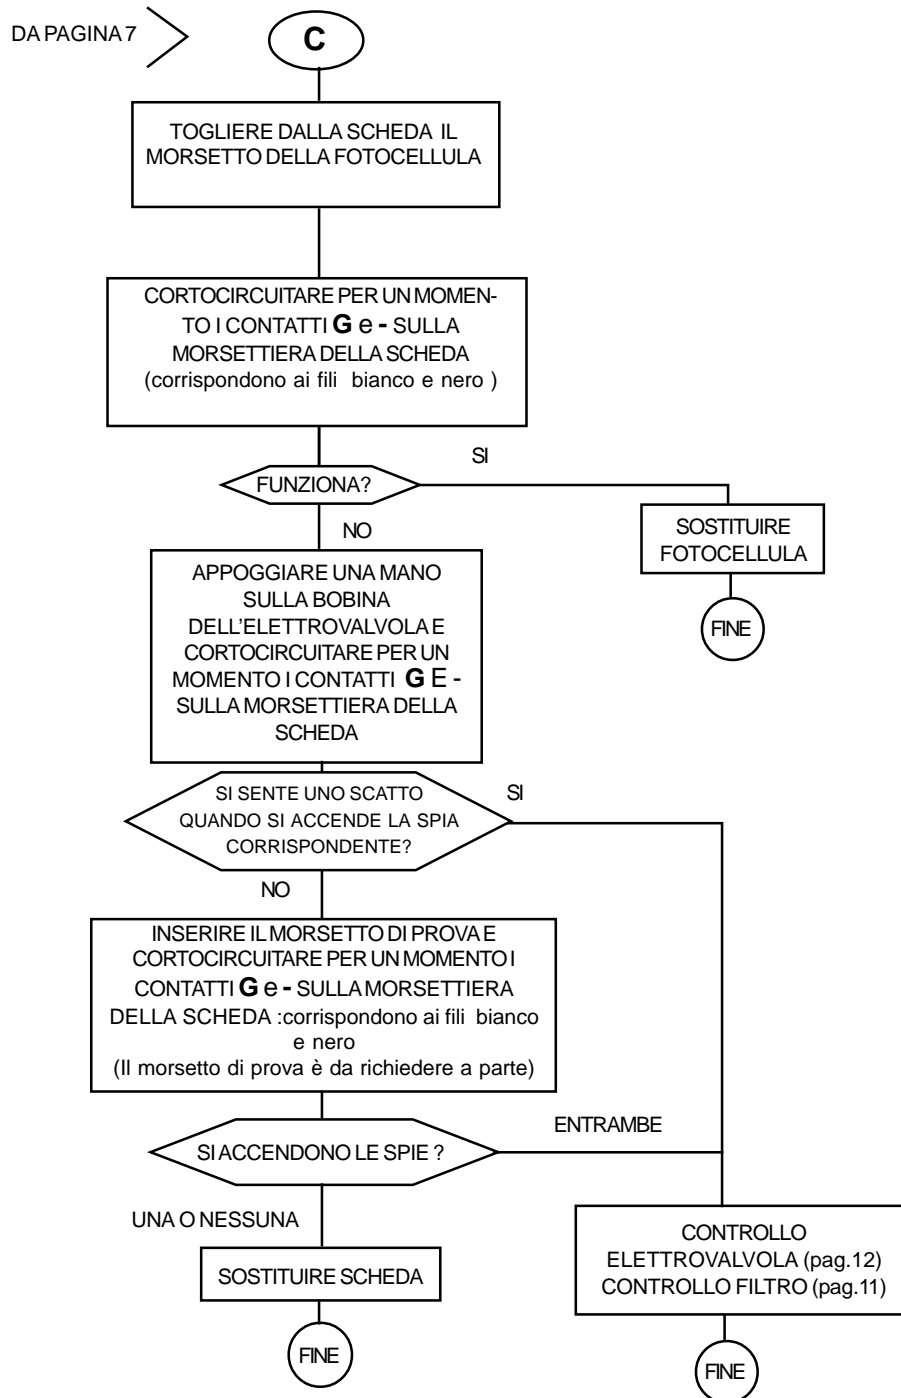 DA PAGINA 7
C
TOGLIERE DALLA SCHEDA IL
MORSETTO DELLA FOTOCELLULA
CORTOCIRCUITARE PER UN MOMEN-
TO I CONTATTI G e - SULLA
MORSETTIERA DELLA SCHEDA
(corrispondono ai fili bianco e nero )
FUNZIONA?
SI
SOSTITUIRE
FOTOCELLULA
FINE
NO
APPOGGIARE UNA MANO
SULLA BOBINA
DELL'ELETTROVALVOLA E
CORTOCIRCUITARE PER UN
MOMENTO I CONTATTI G E -
SULLA MORSETTIERA DELLA
SCHEDA
SI SENTE UNO SCATTO
QUANDO SI ACCENDE LA SPIA
CORRISPONDENTE?
SI
NO
INSERIRE IL MORSETTO DI PROVA E
CORTOCIRCUITARE PER UN MOMENTO I
CONTATTI G e - SULLA MORSETTIERA
DELLA SCHEDA :corrispondono ai fili bianco
e nero
(Il morsetto di prova è da richiedere a parte)
SI ACCENDONO LE SPIE ?
ENTRAMBE
UNA O NESSUNA
SOSTITUIRE SCHEDA
FINE
CONTROLLO
ELETTROVALVOLA (pag.12)
CONTROLLO FILTRO (pag.11)
FINE